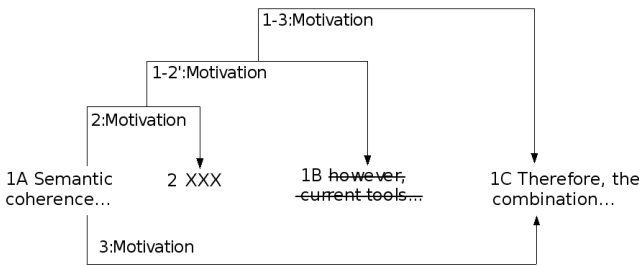 1-3:Motivation
1-2':Motivation
2:Motivation
1A Semantic
coherence...
2 XXX
1B however,
current tools...
1C Therefore, the
combination...
3:Motivation